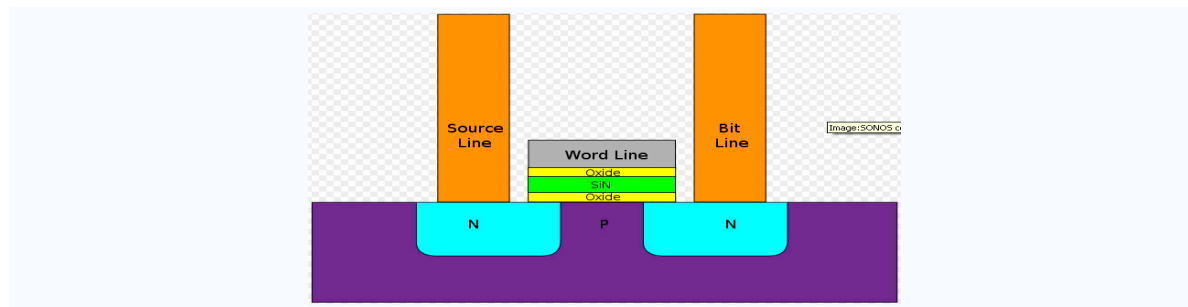 Source
Line
Bit
Line
Image:SONOS
Word Line
Oxide
SiN
Oxide
N
P
N